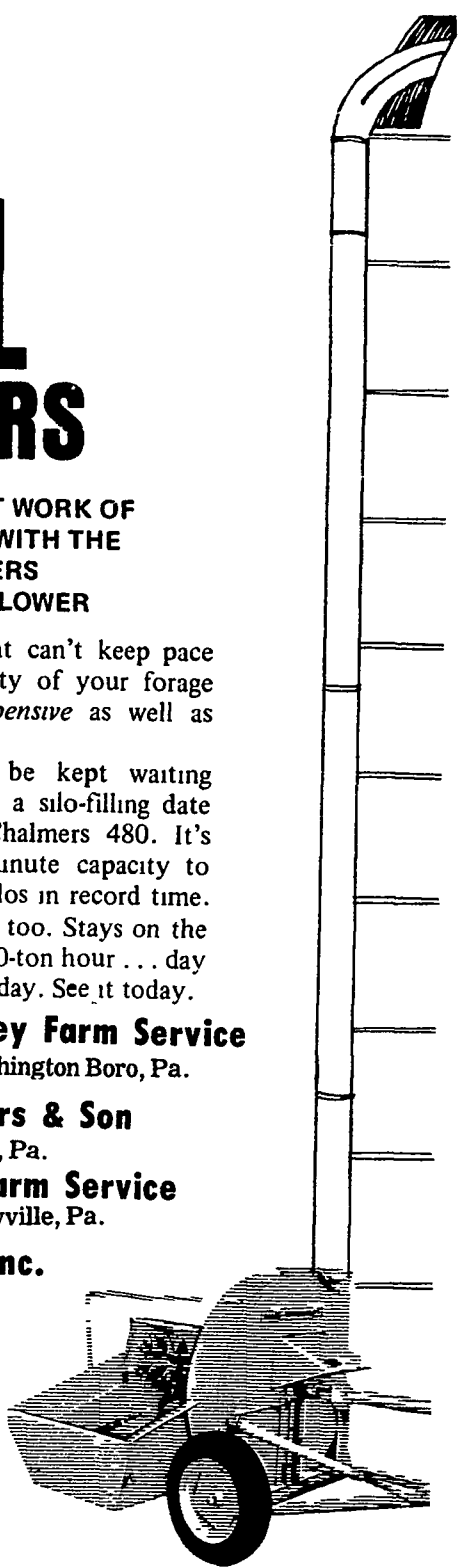 L
RS
T WORK OF
WITH THE
ERS
LOWER
at can't keep pace
ty of your forage
pensive as well as
be kept waiting
a silo-filling date
Chalmers 480. It's
inute capacity to
los in record time.
too. Stays on the
0-ton hour ... day
day. See it today.
ey Farm Service
hington Boro, Pa.
rs & Son
, Pa.
arm Service
yville, Pa.
nc.